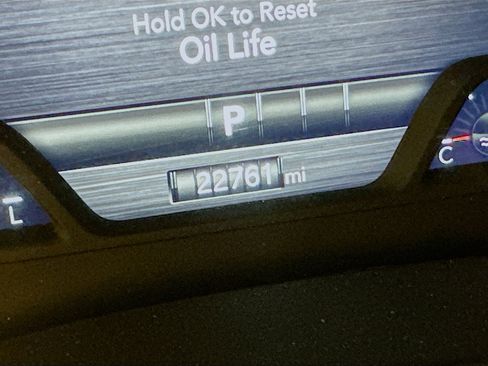 Hold OK to Reset
Oil Life
P
22761 mi
C
L